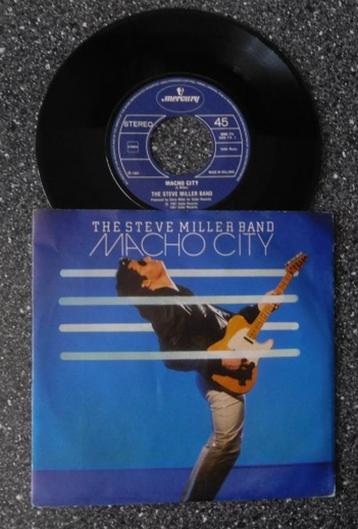 mercury
STEREO
45
MADE IN HOLLAND
MACHO CITY
THE STEVE MILLER BAND
THE STEVE MILLER BAND
MACHO CITY